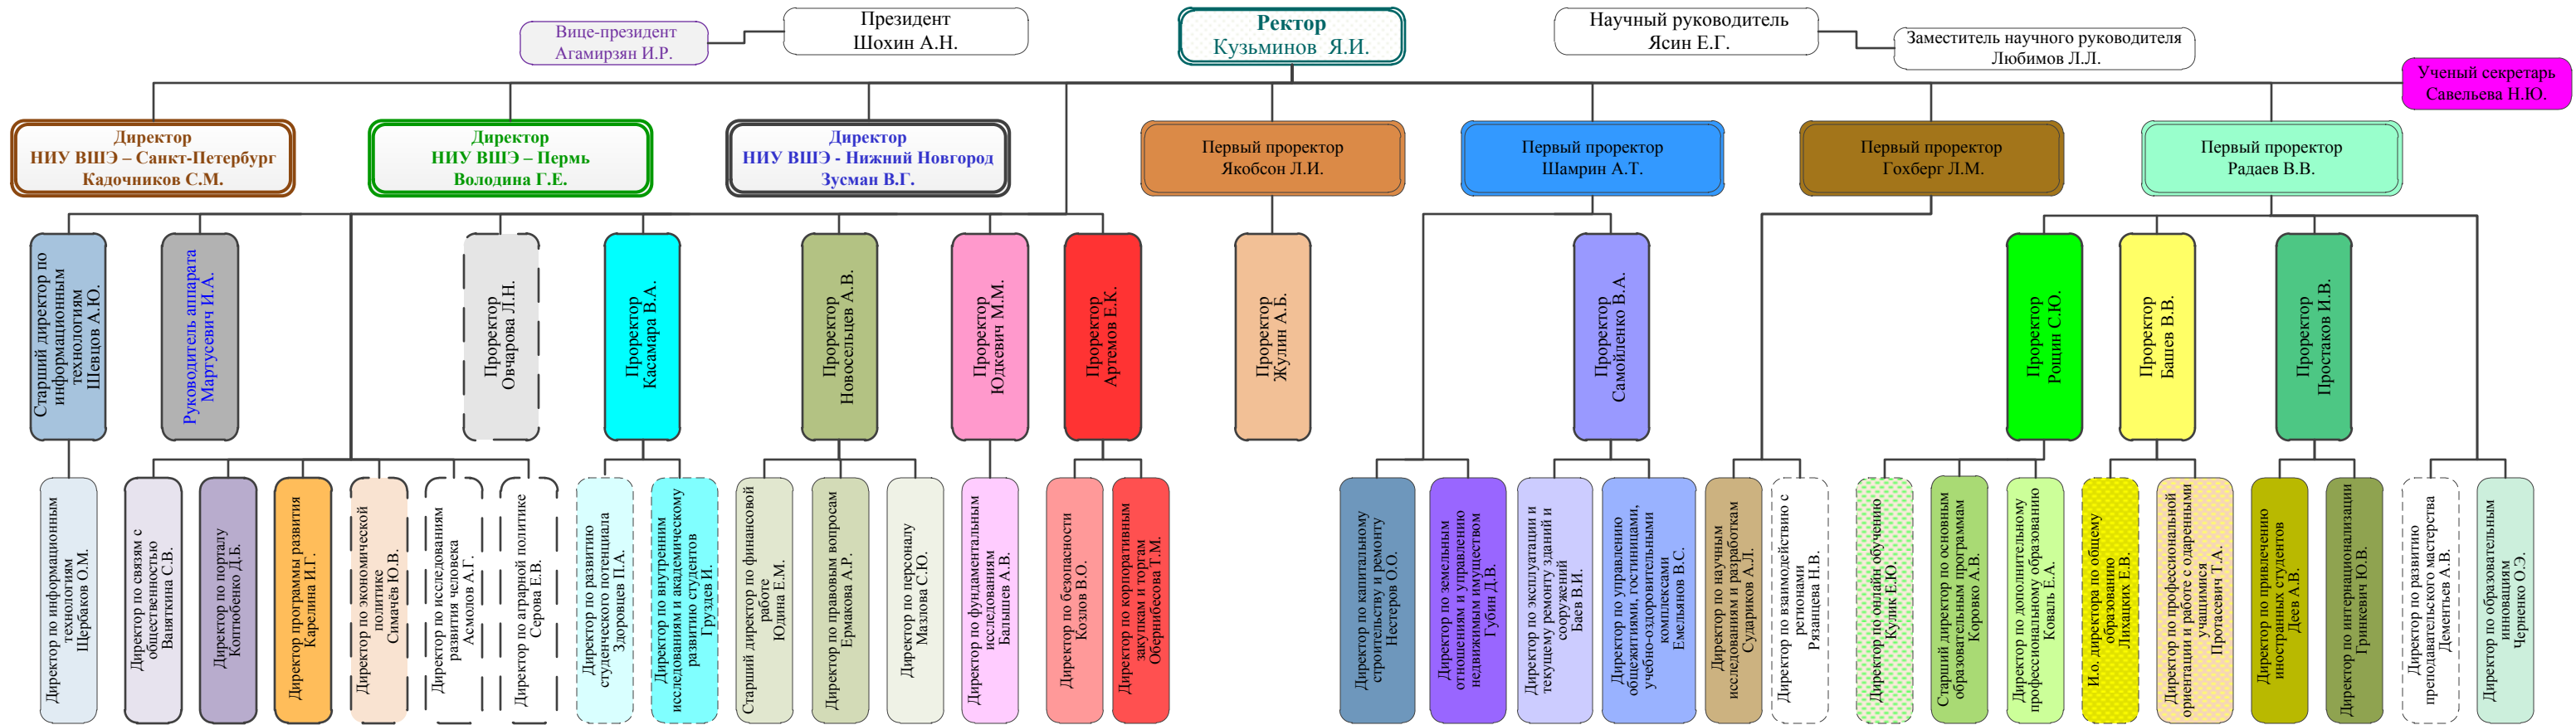 Вице-президент
Агамирзян И.Р.
Президент
Шохин А.Н.
Ректор
Кузьминов Я.И.
Научный руководитель
Ясин Е.Г.
Заместитель научного руководителя
Любимов Л.Л.
Ученый секретарь
Савельева Н.Ю.
Директор
НИУ ВШЭ – Санкт-Петербург
Кадочников С.М.
Директор
НИУ ВШЭ – Пермь
Володина Г.Е.
Директор
НИУ ВШЭ - Нижний Новгород
Зусман В.Г.
Первый проректор
Якобсон Л.И.
Первый проректор
Шамрин А.Т.
Первый проректор
Гохберг Л.М.
Первый проректор
Радаев В.В.
Старший директор по
информационным
технологиям
Шевцов А.Ю.
Руководитель аппарата
Мартусевич И.А.
Проректор
Овчарова Л.Н.
Проректор
Касамара В.А.
Проректор
Новосельцев А.В.
Проректор
Юдкевич М.М.
Проректор
Артемов Е.К.
Проректор
Жулин А.Б.
Проректор
Самойленко В.А.
Проректор
Рощин С.Ю.
Проректор
Башев В.В.
Проректор
Простаков И.В.
Директор по информационным
технологиям
Щербаков О.М.
Директор по связям с
общественностью
Ваняткина С.В.
Директор по порталу
Коптюбенко Д.Б.
Директор программы развития
Карелина И.Г.
Директор по экономической
политике
Симачёв Ю.В.
Директор по исследованиям
развития человека
Асмолов А.Г.
Директор по аграрной политике
Серова Е.В.
Директор по развитию
студенческого потенциала
Здоровцев П.А.
Директор по внутренним
исследованиям и академическому
развитию студентов
Груздев И.
Старший директор по финансовой
работе
Юдина Е.М.
Директор по правовым вопросам
Ермакова А.Р.
Директор по персоналу
Мазлова С.Ю.
Директор по фундаментальным
исследованиям
Балышев А.В.
Директор по безопасности
Козлов В.О.
Директор по корпоративным
закупкам и торгам
Обернибесова Т.М.
Директор по капитальному
строительству и ремонту
Нестеров О.О.
Директор по земельным
отношениям и управлению
недвижимым имуществом
Губин Д.В.
Директор по эксплуатации и
текущему ремонту зданий и
сооружений
Баев В.И.
Директор по управлению
общежитиями, гостиницами,
учебно-оздоровительными
комплексами
Емельянов В.С.
Директор по научным
исследованиям и разработкам
Судариков А.Л.
Директор по взаимодействию с
регионами
Рязанцева Н.В.
Директор по онлайн обучению
Кулик Е.Ю.
Старший директор по основным
образовательным программам
Коровко А.В.
Директор по дополнительному
профессиональному образованию
Коваль Е.А.
И.о. директора по общему
образованию
Лихацких Е.В.
Директор по профессиональной
ориентации и работе с одаренными
учащимися
Протасевич Т.А.
Директор по привлечению
иностранных студентов
Деев А.В.
Директор по интернационализации
Гринкевич Ю.В.
Директор по развитию
преподавательского мастерства
Дементьев А.В.
Директор по образовательным
инновациям
Черненко О.Э.